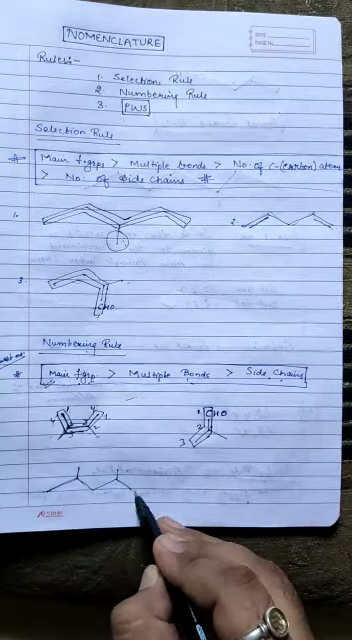 NOMENCLATURE
DATE
PAGE No.
Rules:-
1. Selection Rule
2. Numbering Rule
3. PWS
Selection Rule
# Main f.grps > Multiple bonds > No. of C-(carbon) atoms
> No. of Side Chains #
1.
2.
3.
CHO
Numbering Rule
* Main f.grp > Multiple Bonds > Side Chains
1 CHO
2
3